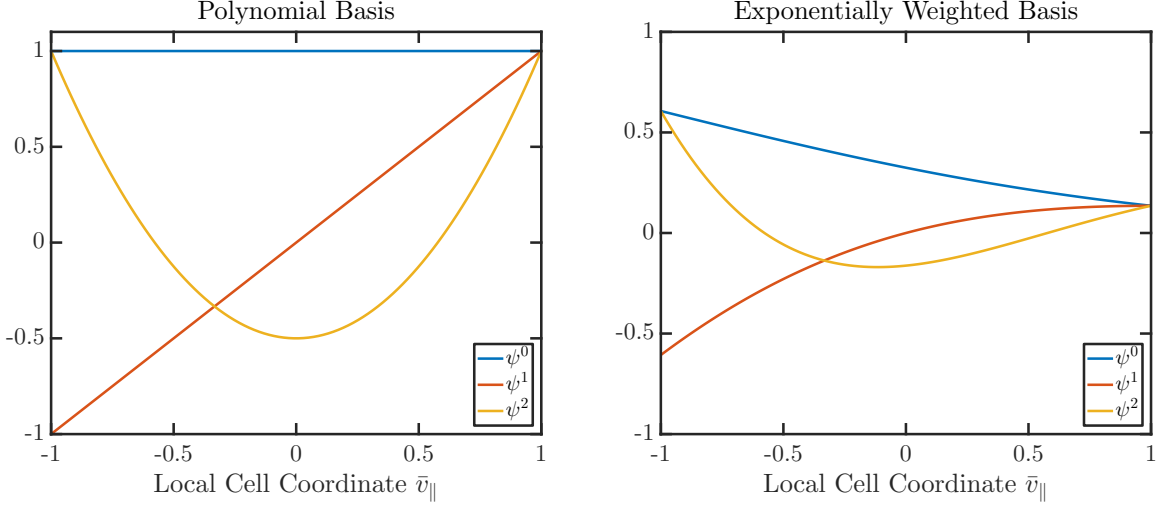 Polynomial Basis
1
0.5
0
-0.5
-1
-1 -0.5 0 0.5 1
Local Cell Coordinate v̄∥
ψ⁰
ψ¹
ψ²
Exponentially Weighted Basis
1
0.5
0
-0.5
-1
-1 -0.5 0 0.5 1
Local Cell Coordinate v̄∥
ψ⁰
ψ¹
ψ²